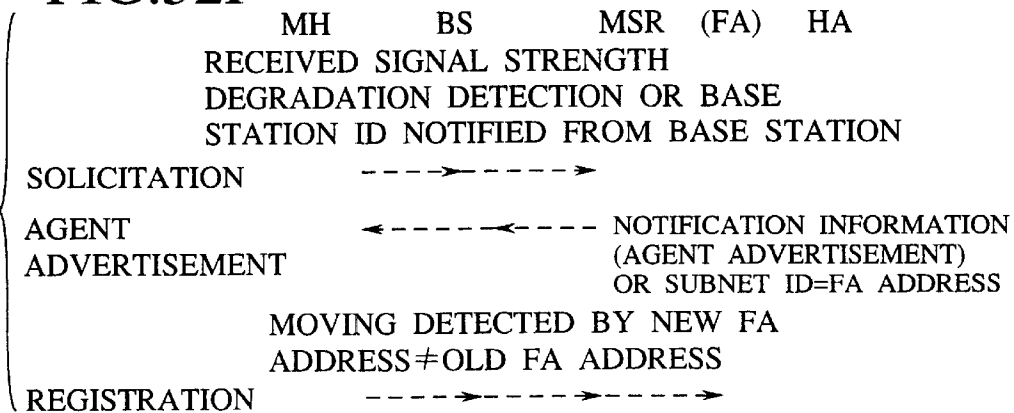 MH BS MSR (FA) HA
RECEIVED SIGNAL STRENGTH
DEGRADATION DETECTION OR BASE
STATION ID NOTIFIED FROM BASE STATION
SOLICITATION
AGENT
ADVERTISEMENT
NOTIFICATION INFORMATION
(AGENT ADVERTISEMENT)
OR SUBNET ID=FA ADDRESS
MOVING DETECTED BY NEW FA
ADDRESS≠OLD FA ADDRESS
REGISTRATION